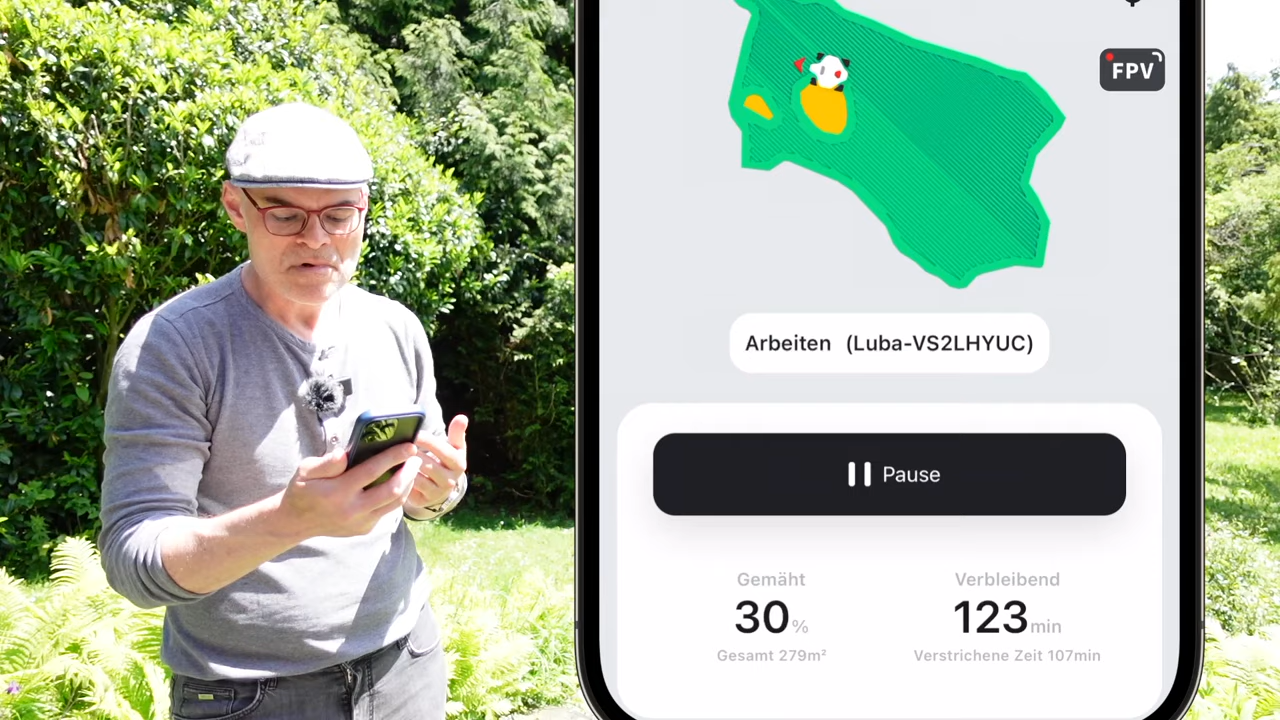 FPV
Arbeiten (Luba-VS2LHYUC)
Pause
Gemäht
Verbleibend
30%
123min
Gesamt 279m²
Verstrichene Zeit 107min